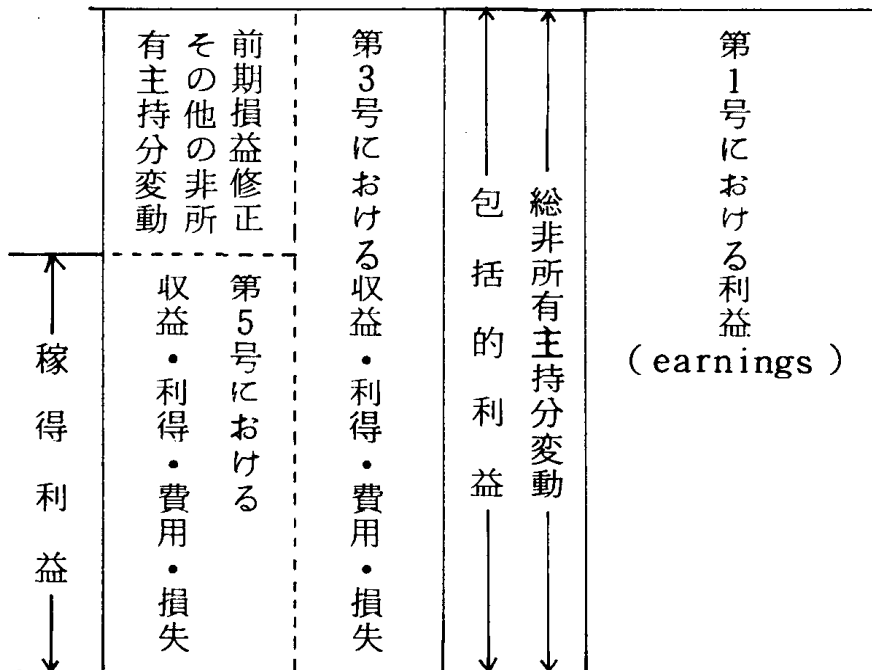 第1号における利益
(earnings)
総非所有主持分変動
包括的利益
第3号における収益・利得・費用・損失
前期損益修正
その他の非所
有主持分変動
第5号における
収益・利得・費用・損失
稼得利益